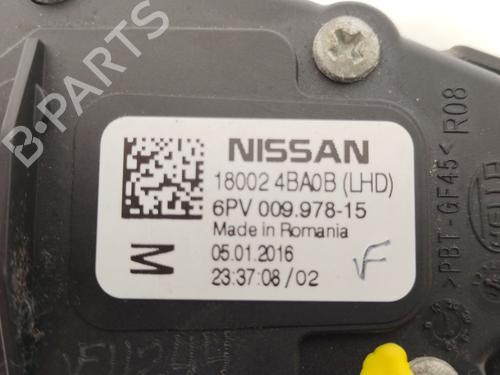 NISSAN
18002 4BA0B (LHD)
6PV 009.978-15
Made in Romania
05.01.2016
23:37:08/02
M
F
>PBT-GF45< R08
HELLA
B-PARTS